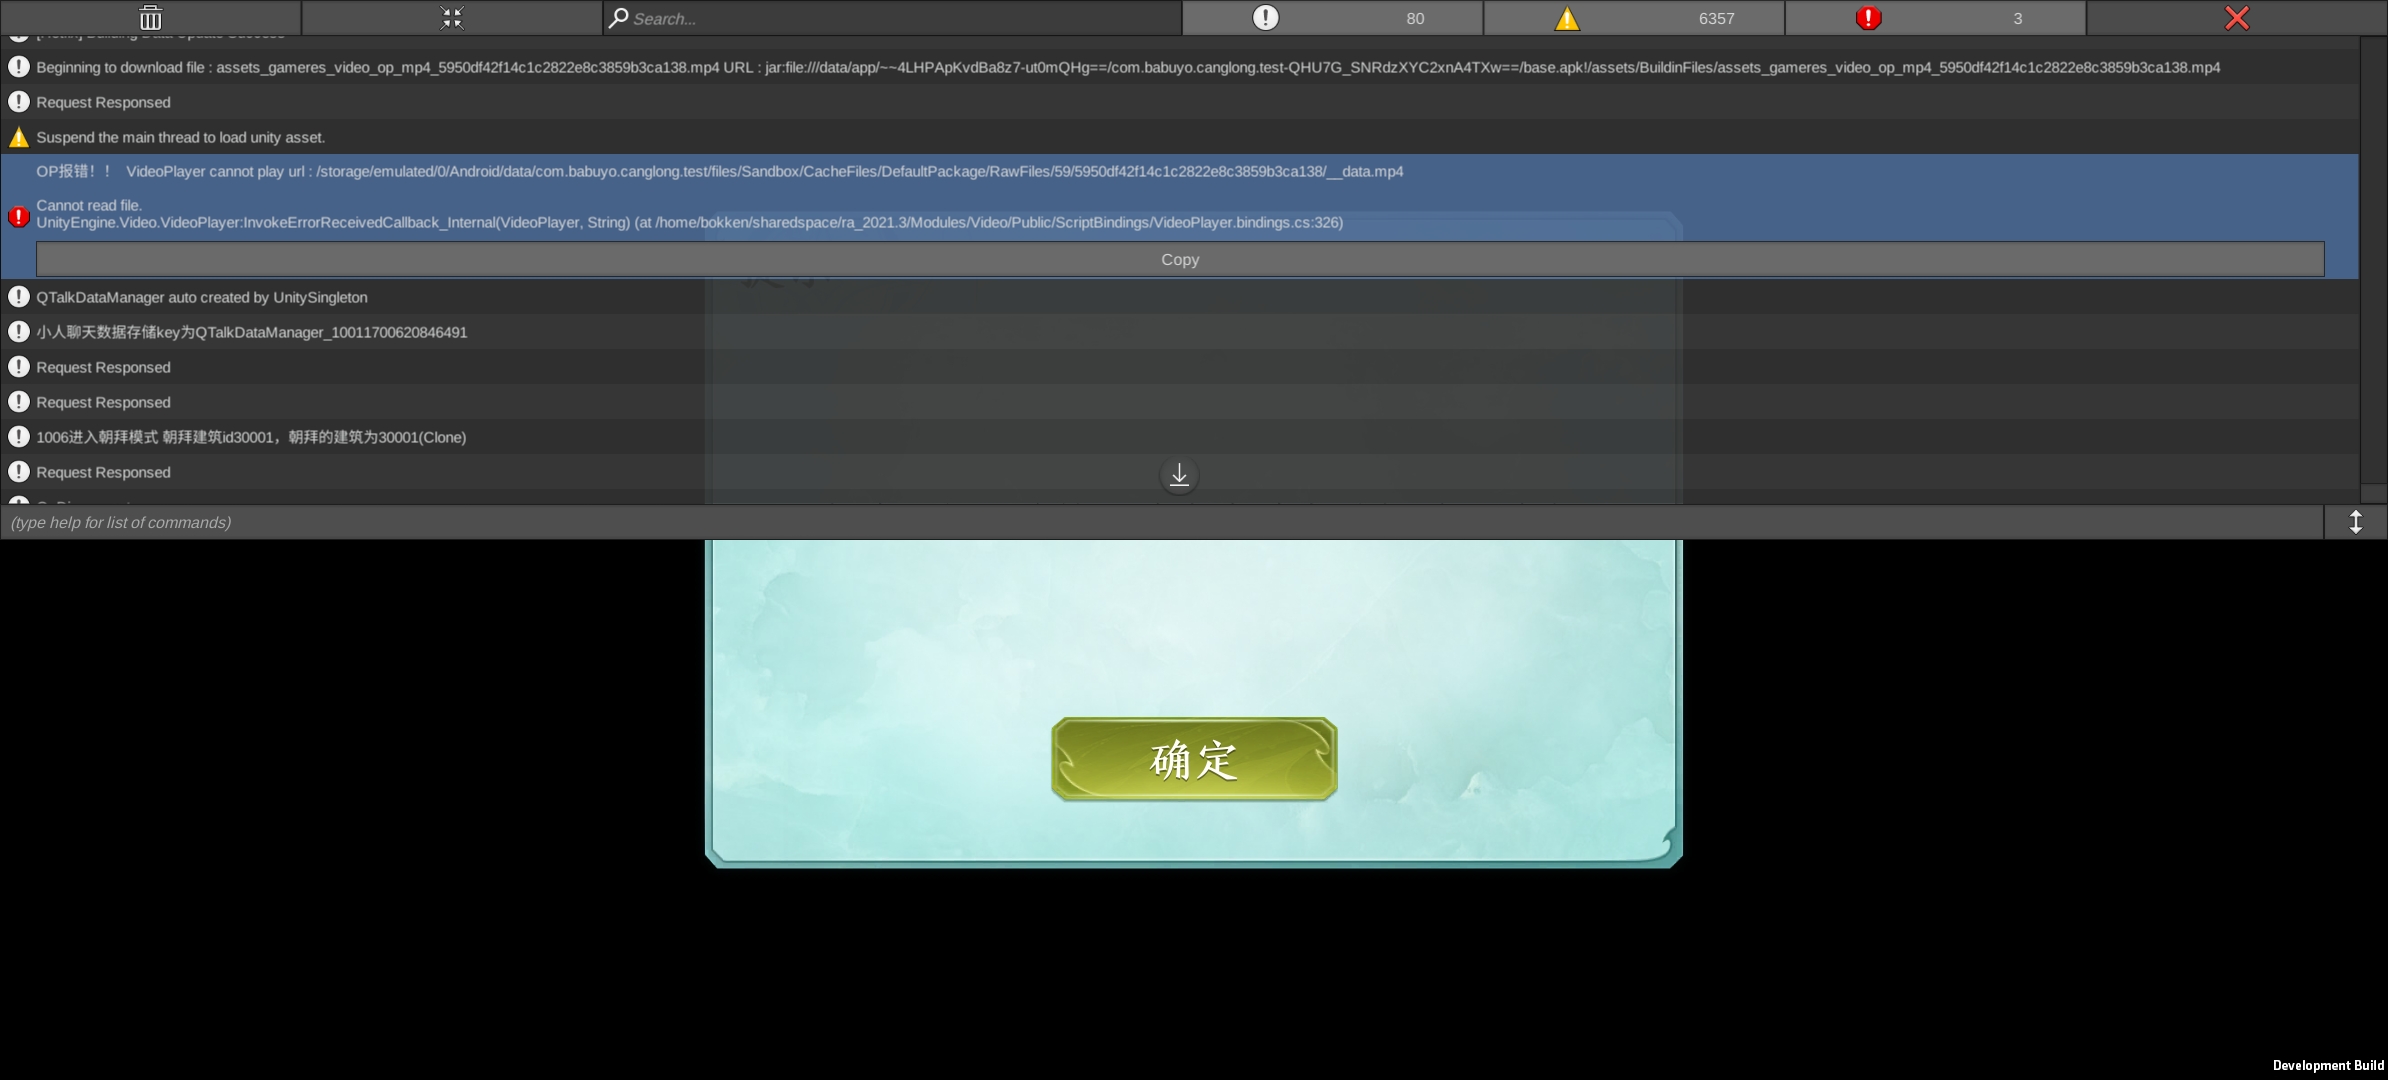 Search...
80
6357
3
Beginning to download file : assets_gameres_video_op_mp4_5950df42f14c1c2822e8c3859b3ca138.mp4 URL : jar:file:///data/app/~~4LHPApKvdBa8z7-ut0mQHg==/com.babuyo.canglong.test-QHU7G_SNRdzXYC2xnA4TXw==/base.apk!/assets/BuildinFiles/assets_gameres_video_op_mp4_5950df42f14c1c2822e8c3859b3ca138.mp4
Request Responsed
Suspend the main thread to load unity asset.
OP报错！！ VideoPlayer cannot play url : /storage/emulated/0/Android/data/com.babuyo.canglong.test/files/Sandbox/CacheFiles/DefaultPackage/RawFiles/59/5950df42f14c1c2822e8c3859b3ca138/__data.mp4
Cannot read file.
UnityEngine.Video.VideoPlayer:InvokeErrorReceivedCallback_Internal(VideoPlayer, String) (at /home/bokken/sharedspace/ra_2021.3/Modules/Video/Public/ScriptBindings/VideoPlayer.bindings.cs:326)
Copy
QTalkDataManager auto created by UnitySingleton
小人聊天数据存储key为QTalkDataManager_10011700620846491
Request Responsed
Request Responsed
1006进入朝拜模式 朝拜建筑id30001，朝拜的建筑为30001(Clone)
Request Responsed
(type help for list of commands)
确定
Development Build